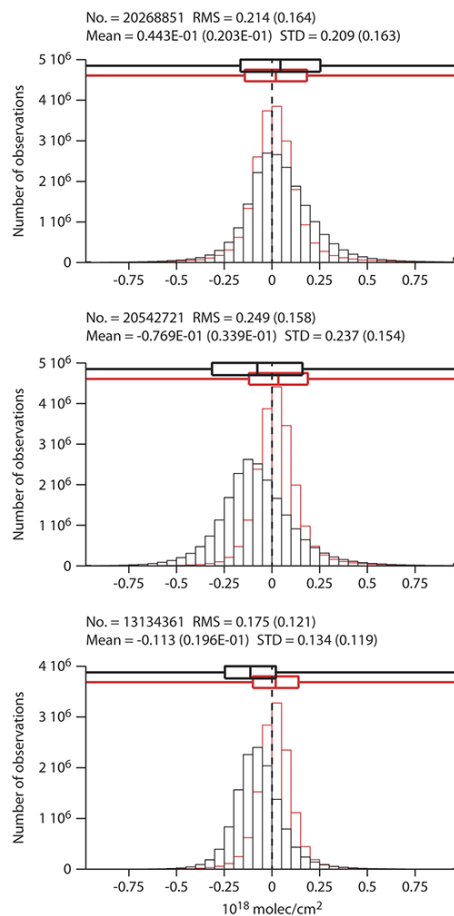 No. = 20268851 RMS = 0.214 (0.164)
Mean = 0.443E-01 (0.203E-01) STD = 0.209 (0.163)
Number of observations
5 10⁶
4 10⁶
3 10⁶
2 10⁶
1 10⁶
0
-0.75 -0.5 -0.25 0 0.25 0.5 0.75
No. = 20542721 RMS = 0.249 (0.158)
Mean = -0.769E-01 (0.339E-01) STD = 0.237 (0.154)
Number of observations
5 10⁶
4 10⁶
3 10⁶
2 10⁶
1 10⁶
0
-0.75 -0.5 -0.25 0 0.25 0.5 0.75
No. = 13134361 RMS = 0.175 (0.121)
Mean = -0.113 (0.196E-01) STD = 0.134 (0.119)
Number of observations
4 10⁶
3 10⁶
2 10⁶
1 10⁶
0
-0.75 -0.5 -0.25 0 0.25 0.5 0.75
10¹⁸ molec/cm²